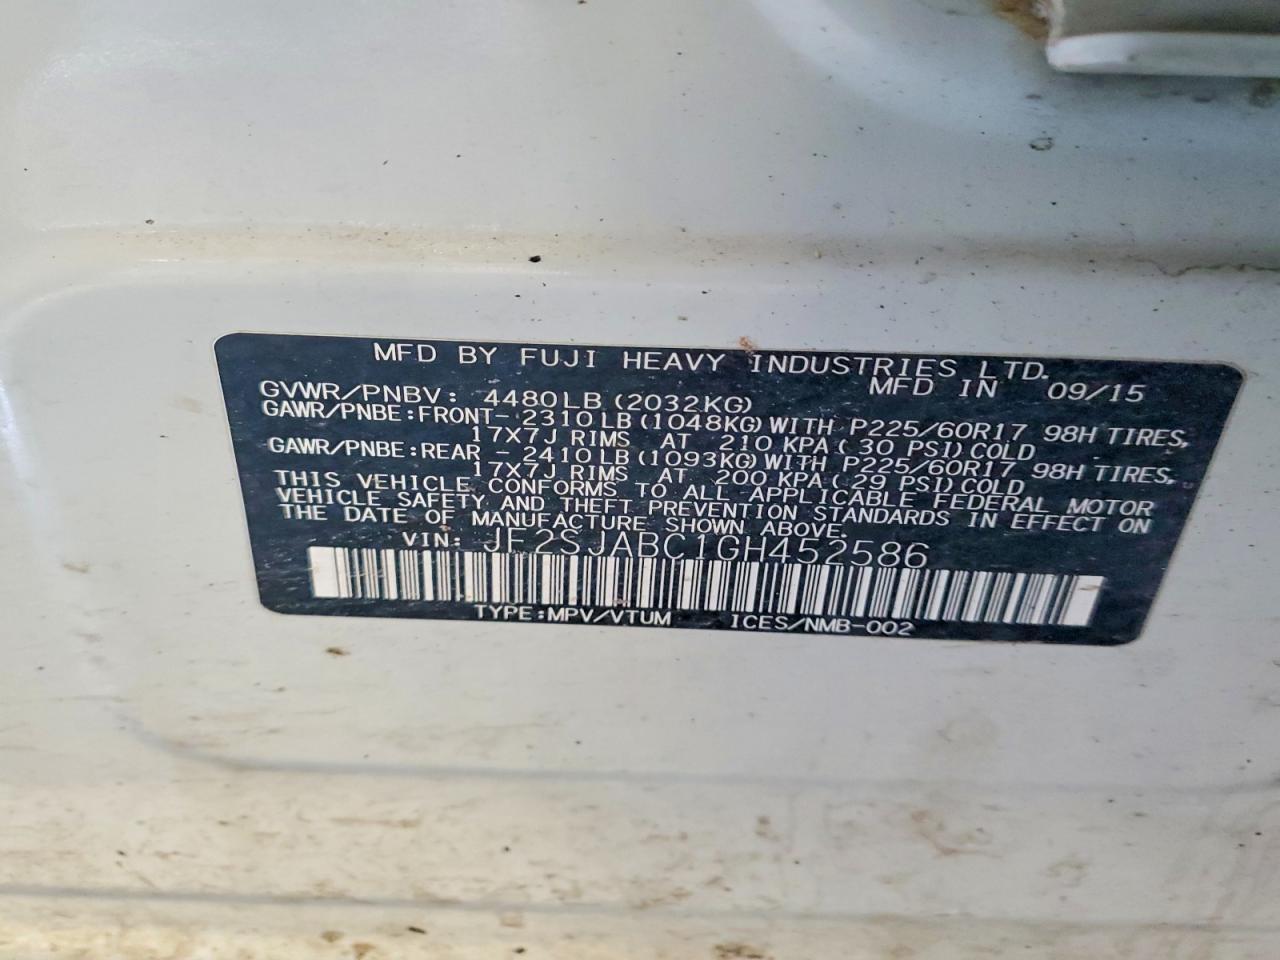 MFD BY FUJI HEAVY INDUSTRIES LTD.
MFD IN 09/15
GVWR/PNBV: 4480LB(2032KG)
GAWR/PNBE:FRONT-2310LB(1048KG)WITH P225/60R17 98H TIRES,
17X7J RIMS AT 210 KPA(30 PSI)COLD
GAWR/PNBE:REAR -2410LB(1093KG)WITH P225/60R17 98H TIRES,
17X7J RIMS AT 200 KPA(29 PSI)COLD
THIS VEHICLE CONFORMS TO ALL APPLICABLE FEDERAL MOTOR
VEHICLE SAFETY AND THEFT PREVENTION STANDARDS IN EFFECT ON
THE DATE OF MANUFACTURE SHOWN ABOVE.
VIN: JF2SJABC1GH452586
TYPE:MPV/VTUM ICES/NMB-002